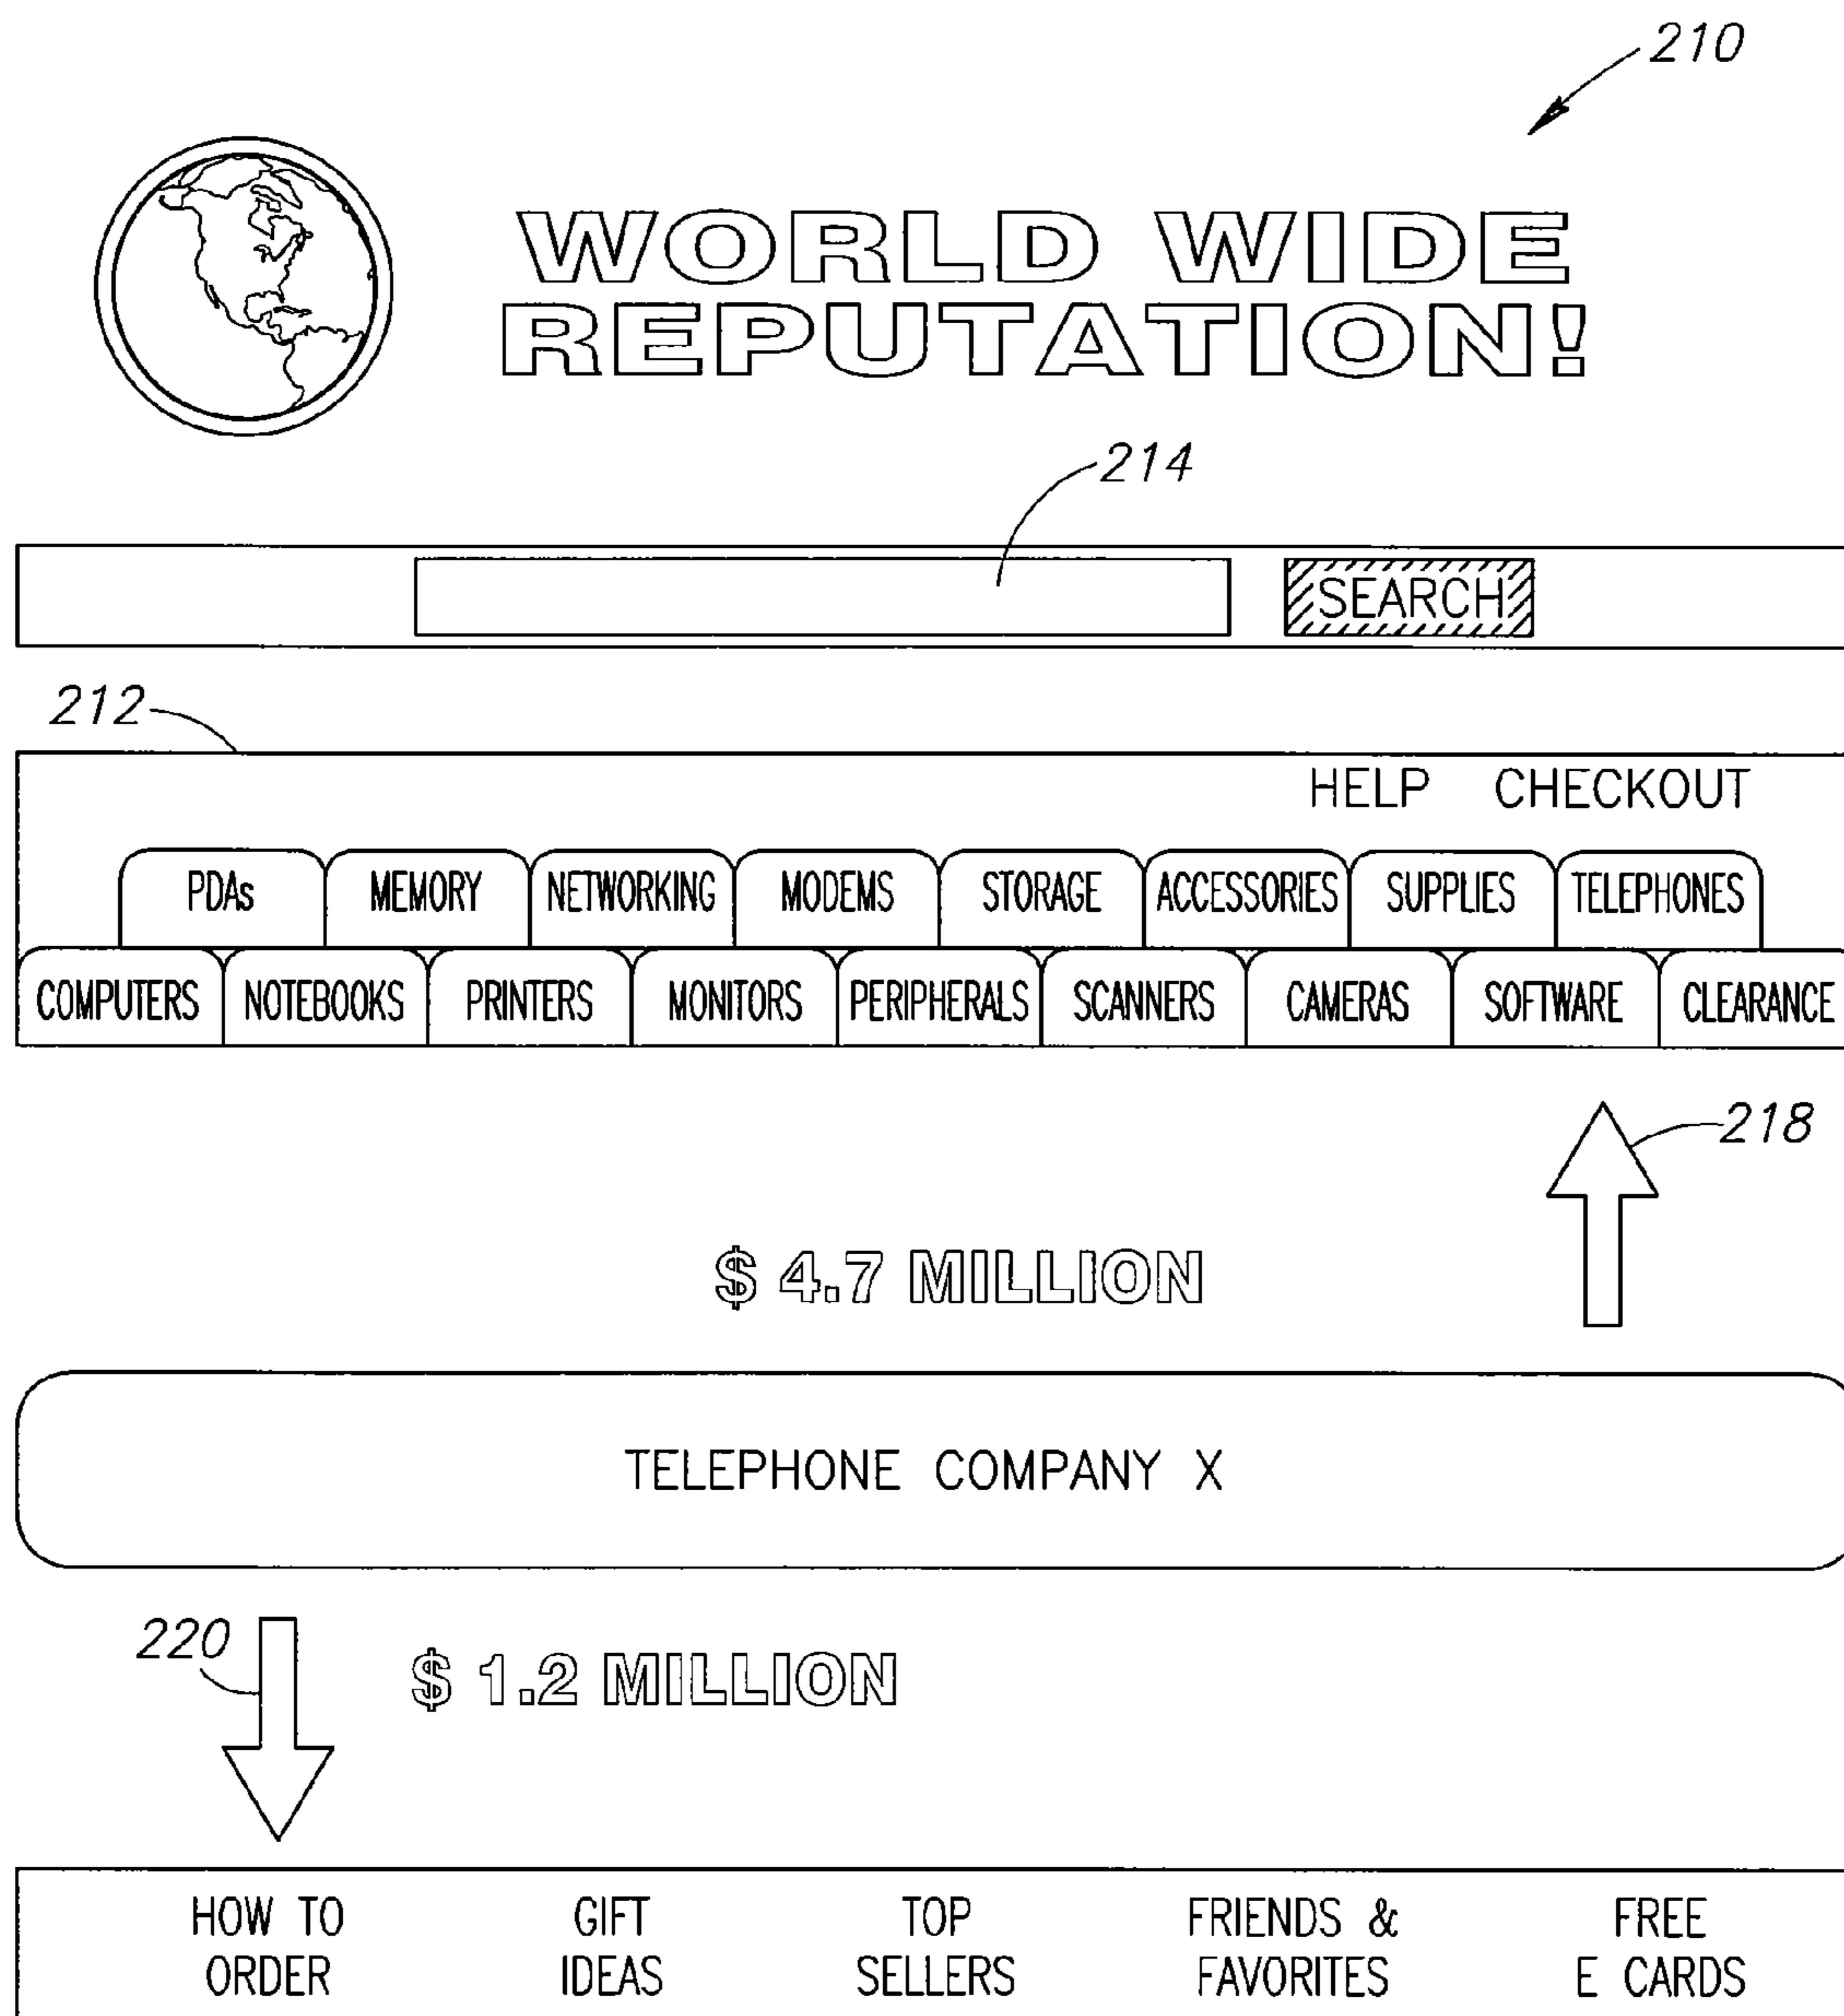 210
WORLD WIDE
REPUTATION!
214
SEARCH
212
HELP CHECKOUT
PDAs MEMORY NETWORKING MODEMS STORAGE ACCESSORIES SUPPLIES TELEPHONES
COMPUTERS NOTEBOOKS PRINTERS MONITORS PERIPHERALS SCANNERS CAMERAS SOFTWARE CLEARANCE
218
$ 4.7 MILLION
TELEPHONE COMPANY X
220
$ 1.2 MILLION
HOW TO ORDER
GIFT IDEAS
TOP SELLERS
FRIENDS & FAVORITES
FREE E CARDS